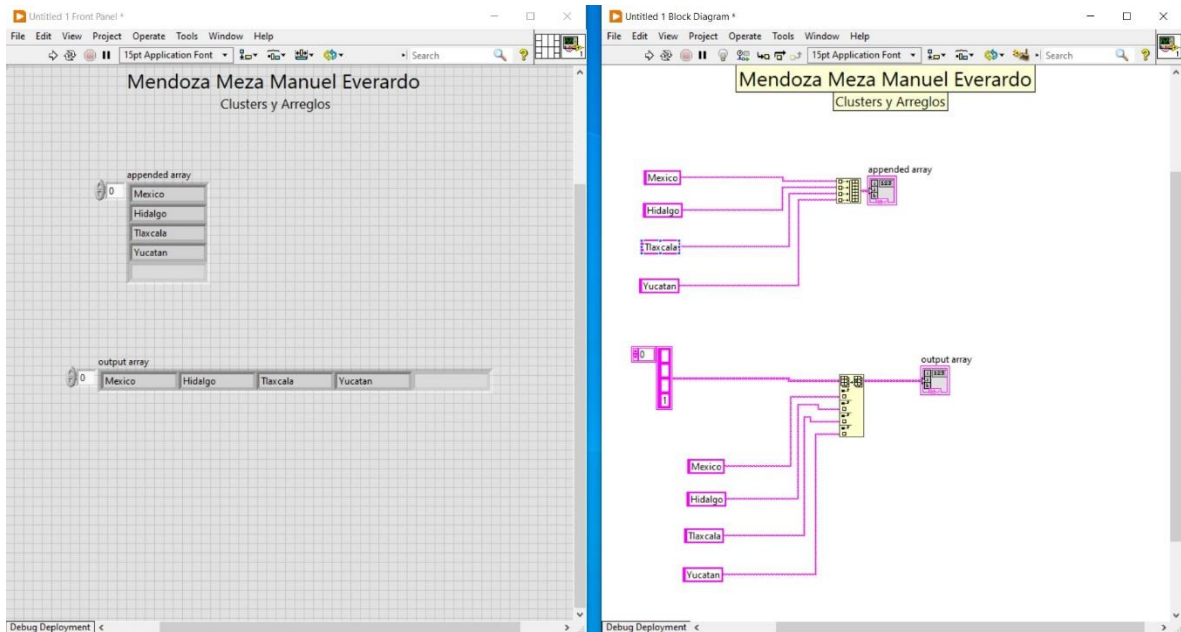 Untitled 1 Front Panel *
File Edit View Project Operate Tools Window Help
15pt Application Font Search
Mendoza Meza Manuel Everardo
Clusters y Arreglos
appended array
0
Mexico
Hidalgo
Tlaxcala
Yucatan
output array
0 Mexico Hidalgo Tlaxcala Yucatan
Debug Deployment
Untitled 1 Block Diagram *
File Edit View Project Operate Tools Window Help
15pt Application Font Search
Mendoza Meza Manuel Everardo
Clusters y Arreglos
appended array
Mexico
Hidalgo
Tlaxcala
Yucatan
0
1
output array
Mexico
Hidalgo
Tlaxcala
Yucatan
Debug Deployment